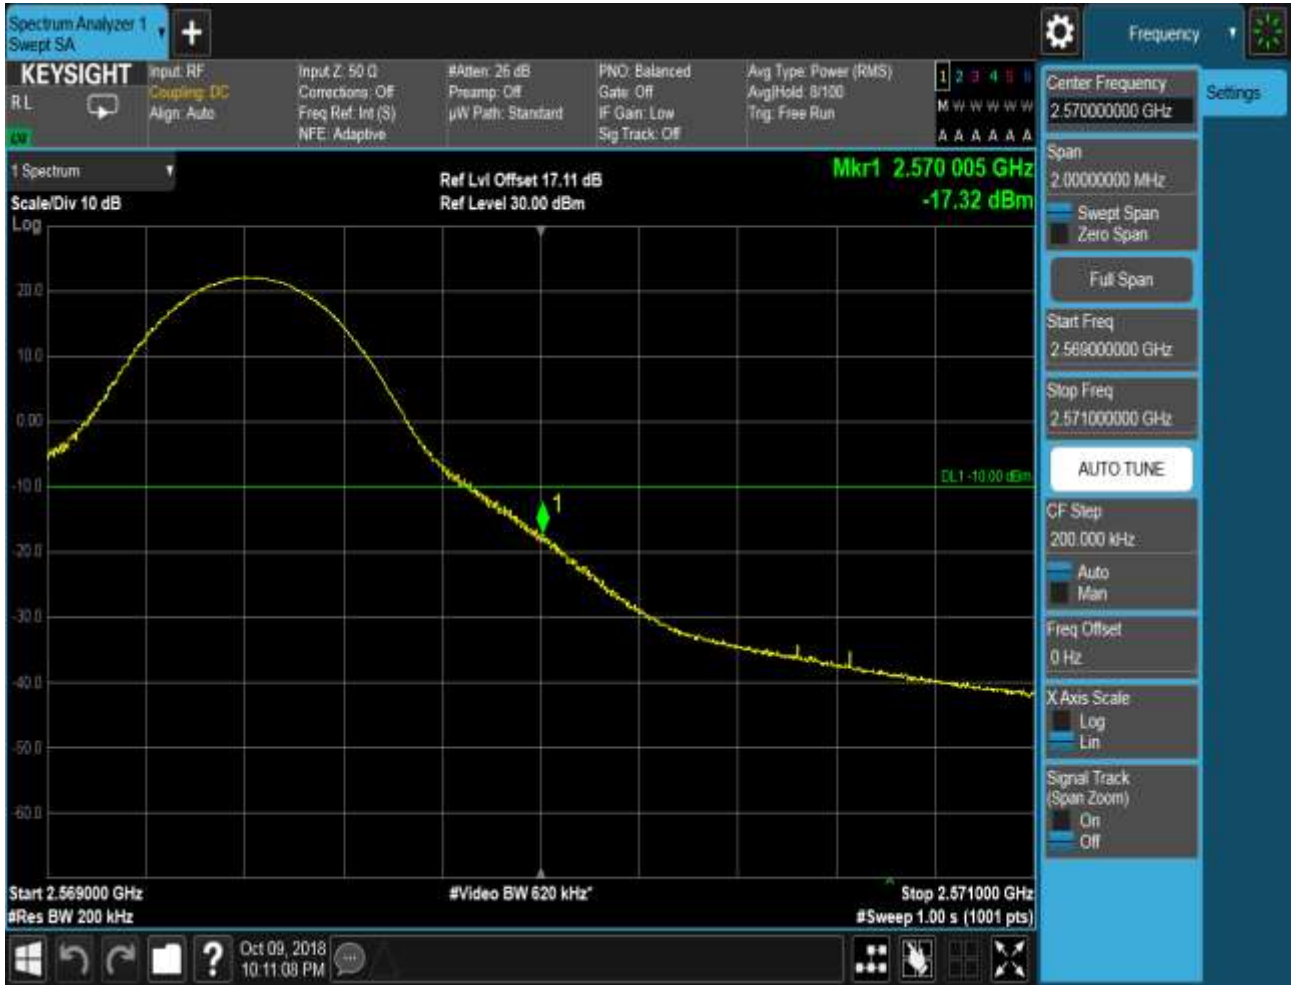 Spectrum Analyzer 1
Swept SA
Frequency
KEYSIGHT
R L
Input: RF
Coupling: DC
Align: Auto
Input Z: 50 Ω
Corrections: Off
Freq Ref: Int (S)
NFE: Adaptive
#Atten: 26 dB
Preamp: Off
µW Path: Standard
PNO: Balanced
Gate: Off
IF Gain: Low
Sig Track: Off
Avg Type: Power (RMS)
Avg|Hold: 8/100
Trig: Free Run
1 2 3 4 5 6
M W W W W W
A A A A A A
Center Frequency
2.570000000 GHz
Settings
Span
2.00000000 MHz
Swept Span
Zero Span
Full Span
Start Freq
2.569000000 GHz
Stop Freq
2.571000000 GHz
AUTO TUNE
CF Step
200.000 kHz
Auto
Man
Freq Offset
0 Hz
X Axis Scale
Log
Lin
Signal Track
(Span Zoom)
On
Off
1 Spectrum
Scale/Div 10 dB
Log
Ref Lvl Offset 17.11 dB
Ref Level 30.00 dBm
Mkr1 2.570 005 GHz
-17.32 dBm
20.0
10.0
0.00
-10.0
-20.0
-30.0
-40.0
-50.0
-60.0
DL1 -10.00 dBm
1
Start 2.569000 GHz
#Res BW 200 kHz
#Video BW 620 kHz*
Stop 2.571000 GHz
#Sweep 1.00 s (1001 pts)
?
Oct 09, 2018
10:11:08 PM